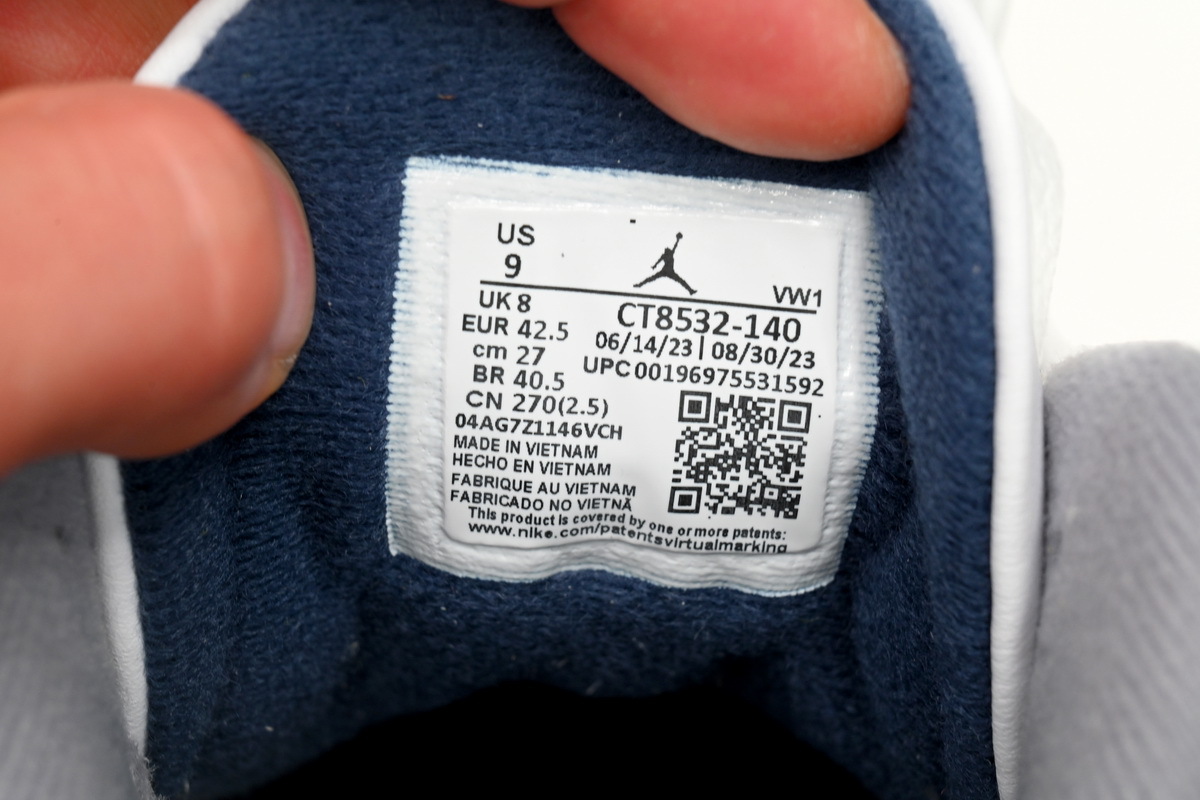 US
9
VW1
UK 8
EUR 42.5
cm 27
BR 40.5
CN 270(2.5)
04AG7Z1146VCH
CT8532-140
06/14/23 | 08/30/23
UPC00196975531592
MADE IN VIETNAM
HECHO EN VIETNAM
FABRIQUE AU VIETNAM
FABRICADO NO VIETNÃ
This product is covered by one or more patents:
www.nike.com/patentsvirtualmarking